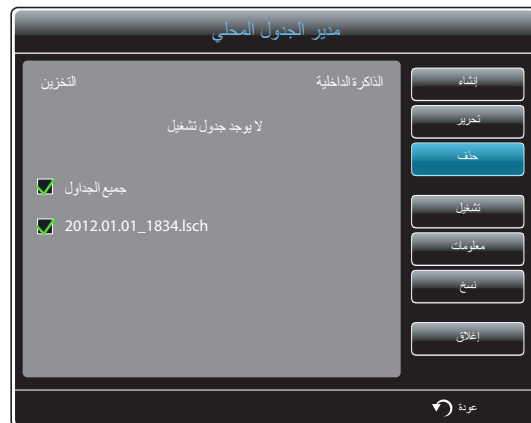 مدير الجدول المحلي
الذاكرة الداخلية
التخزين
لا يوجد جدول تشغيل
جميع الجداول
2012.01.01_1834.lsch
إنشاء
تحرير
حذف
تشغيل
معلومات
نسخ
إغلاق
عودة